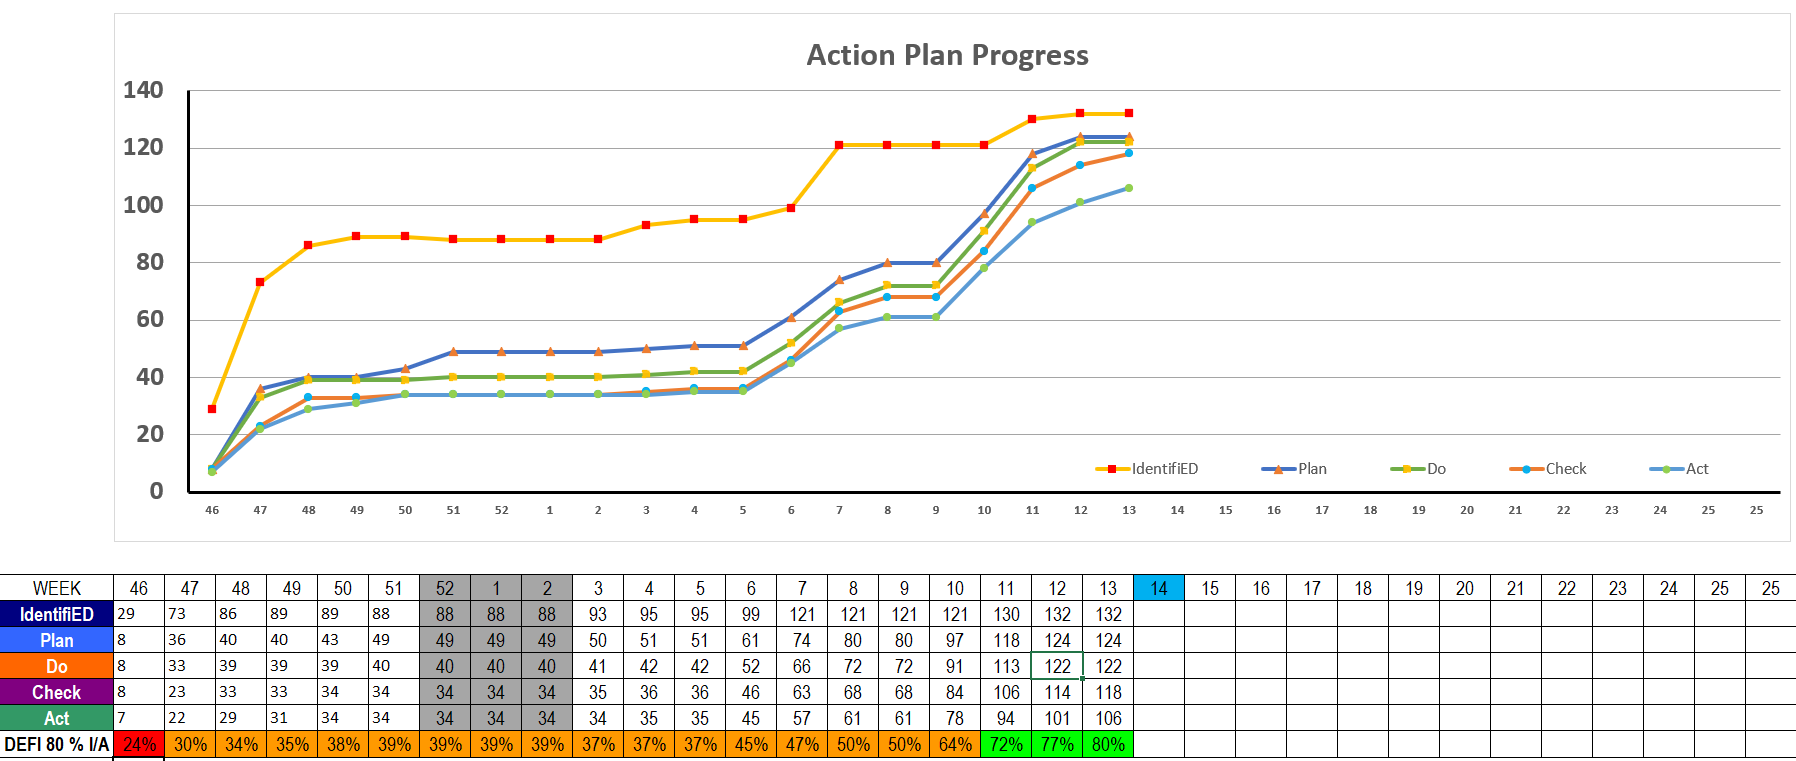 Action Plan Progress
140
120
100
80
60
40
20
0
IdentifiED Plan Do Check Act
46 47 48 49 50 51 52 1 2 3 4 5 6 7 8 9 10 11 12 13 14 15 16 17 18 19 20 21 22 23 24 25 25
WEEK 46 47 48 49 50 51 52 1 2 3 4 5 6 7 8 9 10 11 12 13 14 15 16 17 18 19 20 21 22 23 24 25 25
IdentifiED 29 73 86 89 89 88 88 88 88 93 95 95 99 121 121 121 121 130 132 132
Plan 8 36 40 40 43 49 49 49 49 50 51 51 61 74 80 80 97 118 124 124
Do 8 33 39 39 39 40 40 40 40 41 42 42 52 66 72 72 91 113 122 122
Check 8 23 33 33 34 34 34 34 34 35 36 36 46 63 68 68 84 106 114 118
Act 7 22 29 31 34 34 34 34 34 34 35 35 45 57 61 61 78 94 101 106
DEFI 80 % I/A 24% 30% 34% 35% 38% 39% 39% 39% 39% 37% 37% 37% 45% 47% 50% 50% 64% 72% 77% 80%